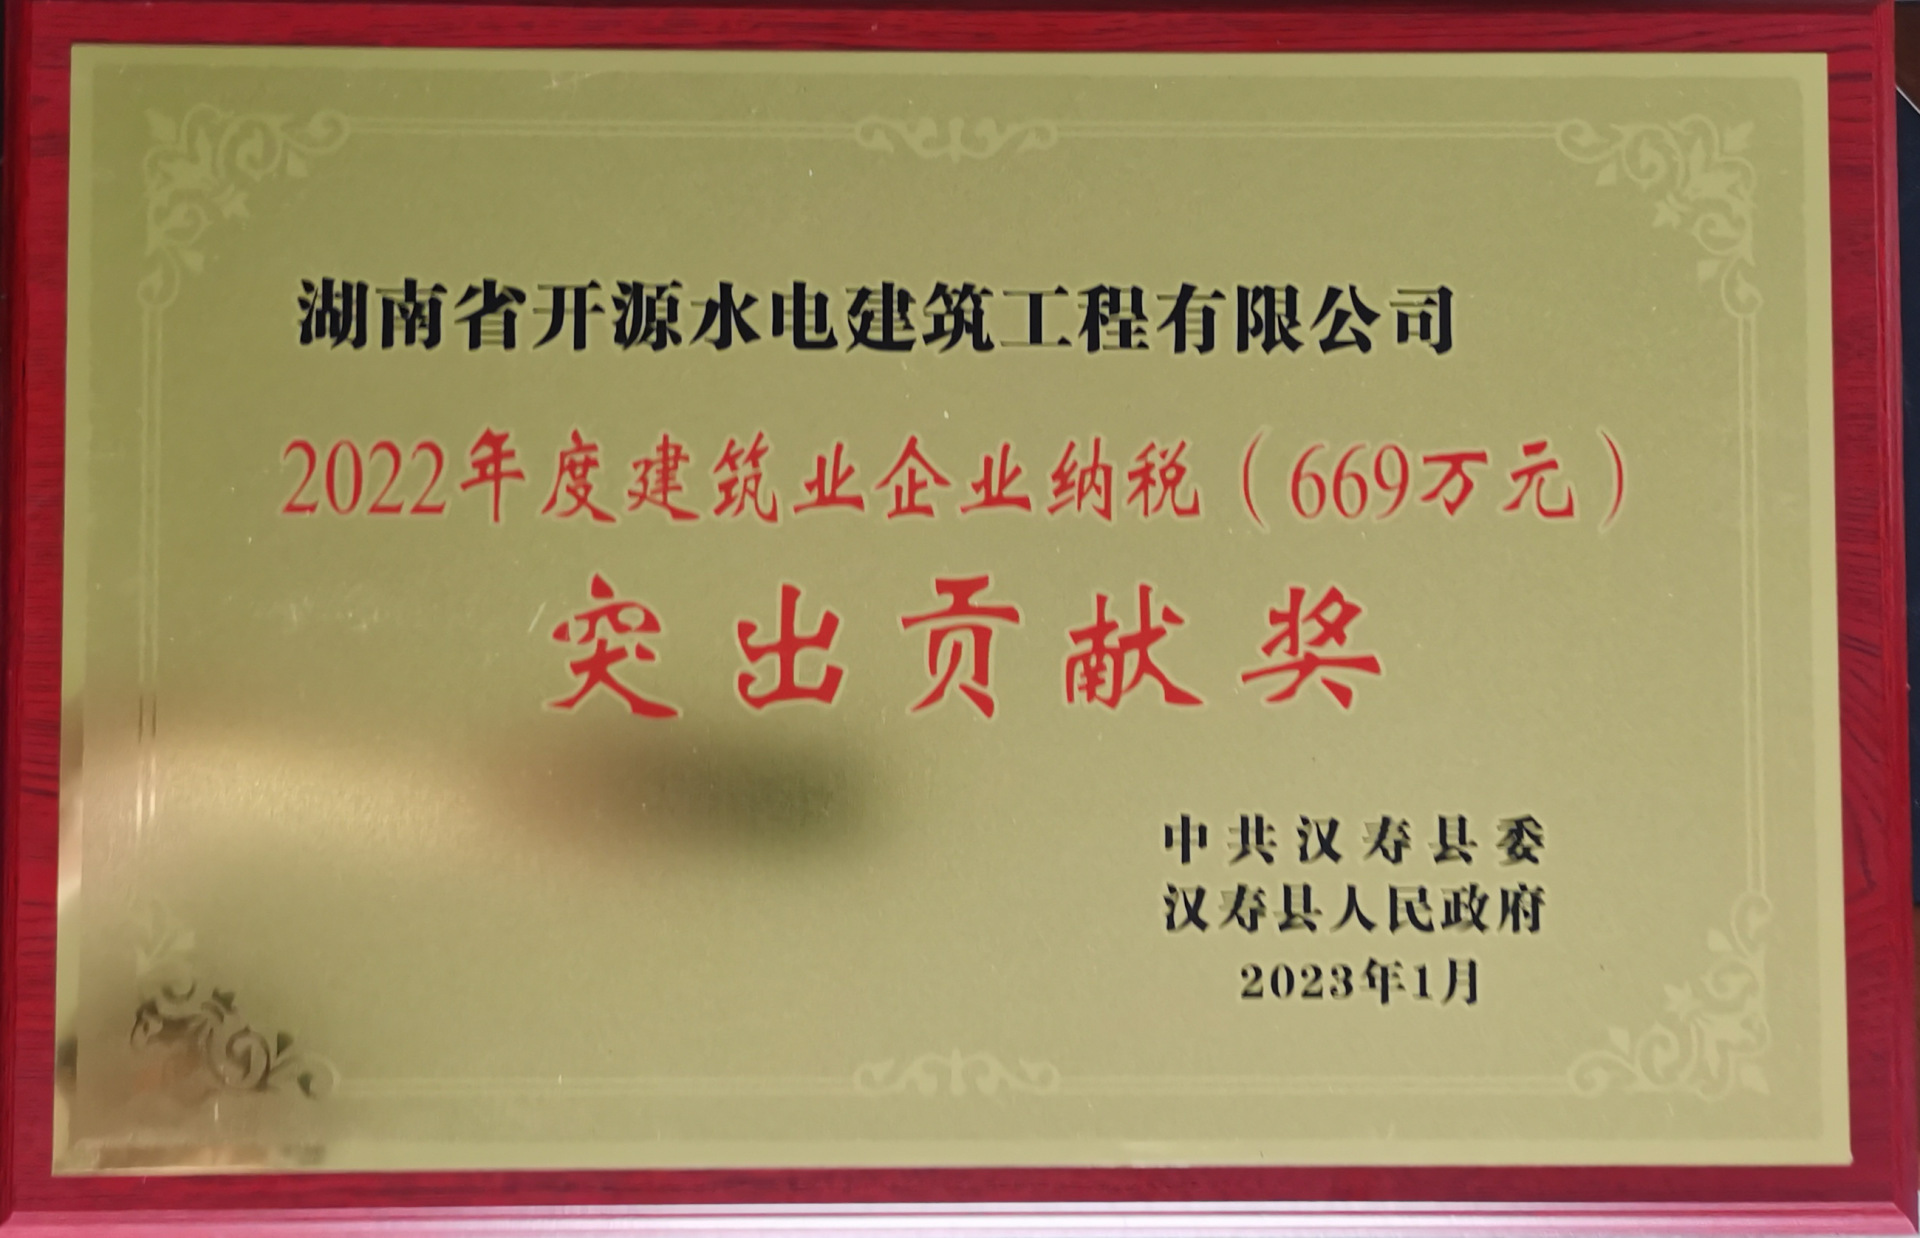 湖南省开源水电建筑工程有限公司
2022年度建筑业企业纳税（669万元）
突出贡献奖
中共汉寿县委
汉寿县人民政府
2023年1月